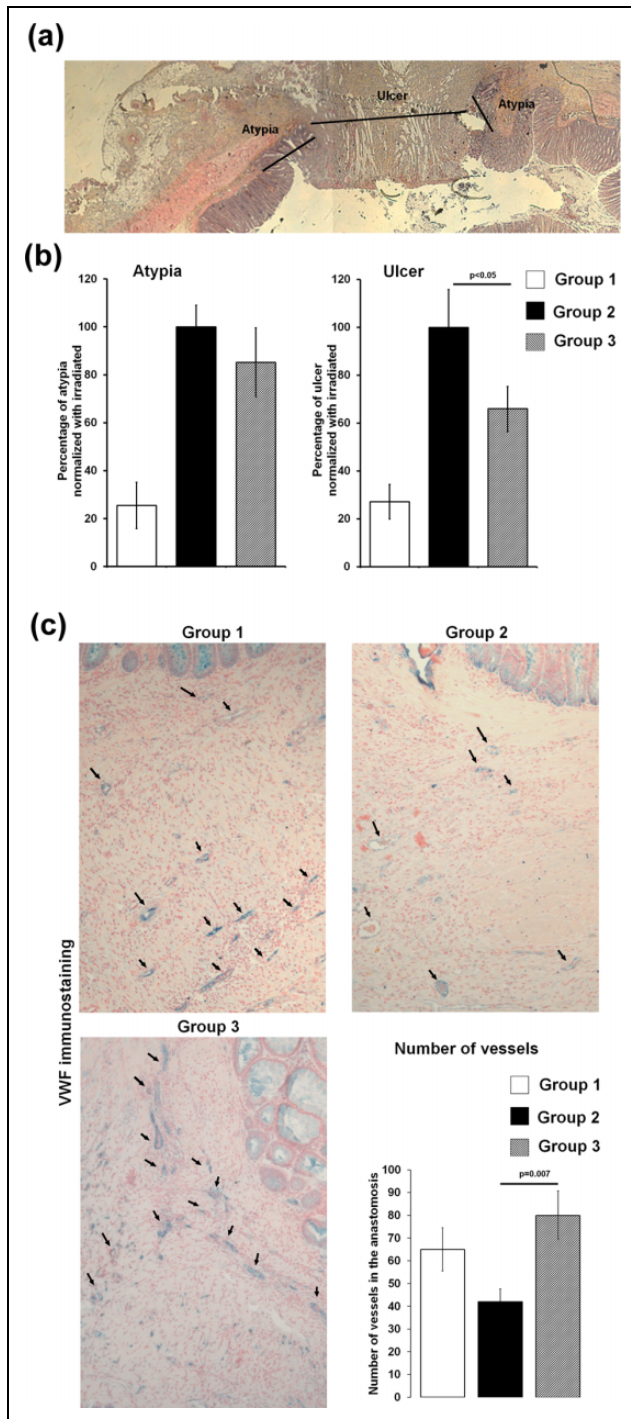 (a)
Ulcer
Atypia
Atypia
(b)
Atypia
Percentage of atypia
normalized with irradiated
120
100
80
60
40
20
0
Ulcer
p<0.05
Percentage of ulcer
normalized with irradiated
120
100
80
60
40
20
0
Group 1
Group 2
Group 3
(c)
Group 1
Group 2
VWF immunostaining
Group 3
Number of vessels
Group 1
Group 2
Group 3
p=0.007
Number of vessels in the anastomosis
100
90
80
70
60
50
40
30
20
10
0